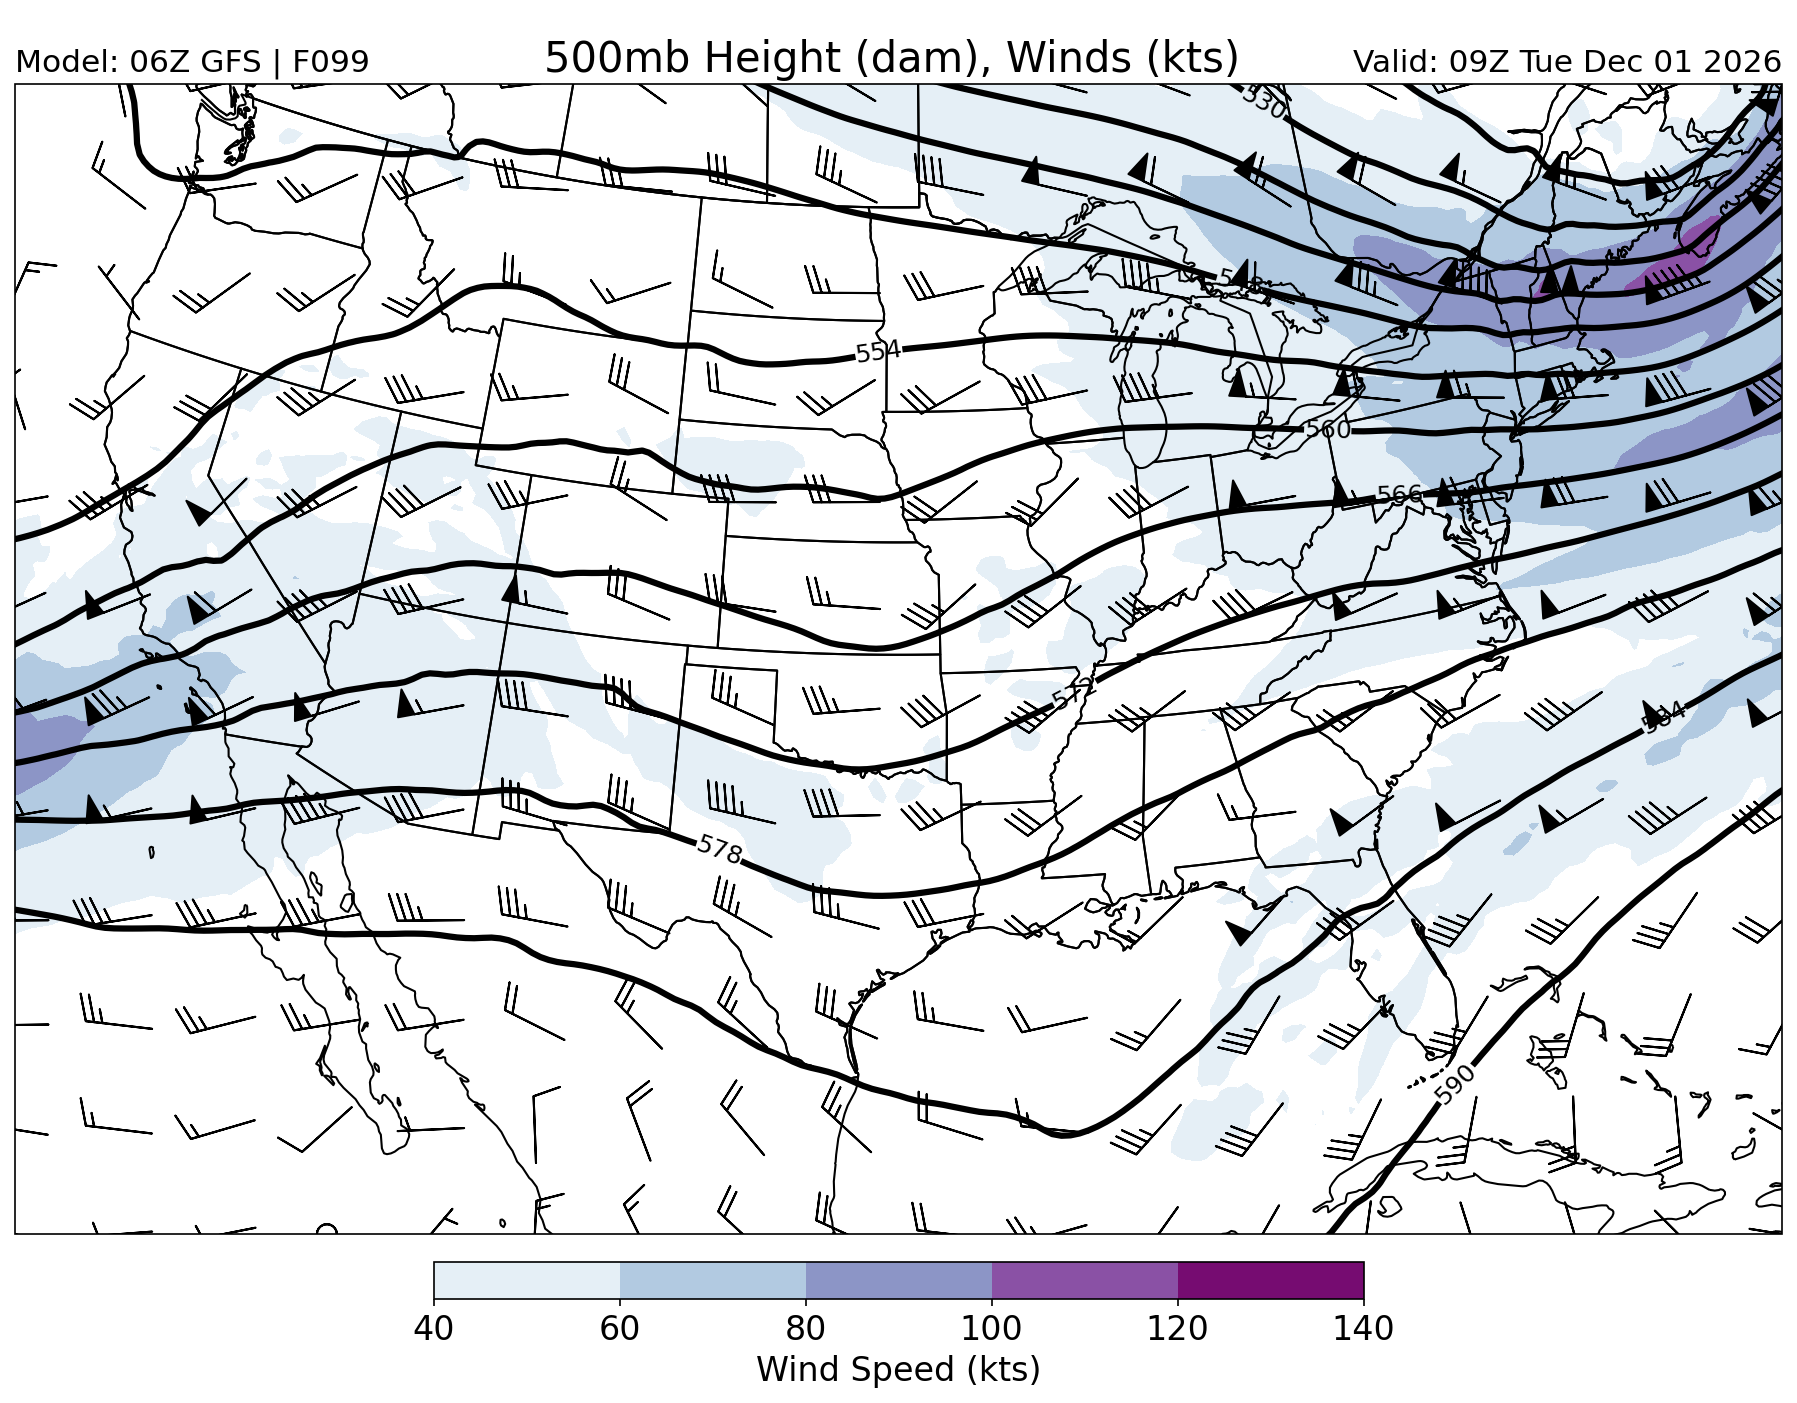 Model: 06Z GFS | F099
500mb Height (dam), Winds (kts)
Valid: 09Z Tue Dec 01 2026
530
554
560
566
572
584
578
590
40 60 80 100 120 140
Wind Speed (kts)